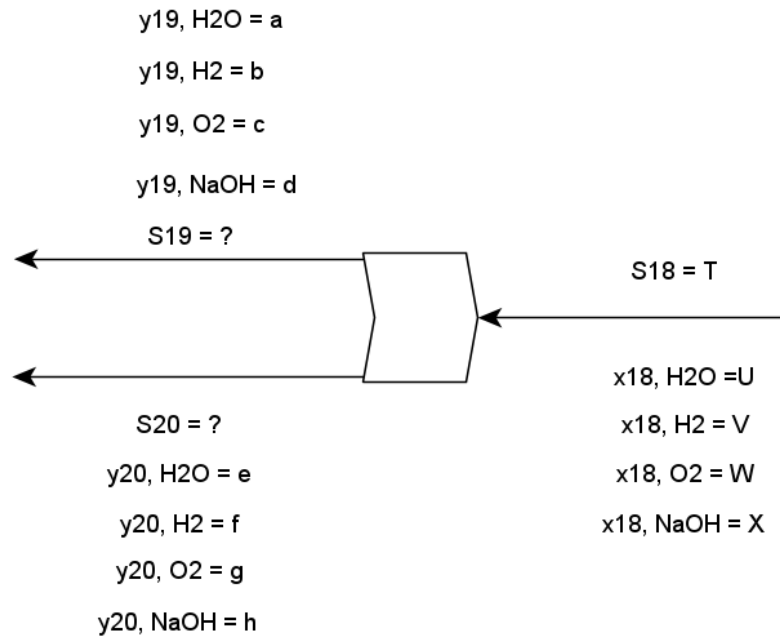 y19, H2O = a
y19, H2 = b
y19, O2 = c
y19, NaOH = d
S19 = ?
S18 = T
x18, H2O =U
x18, H2 = V
x18, O2 = W
x18, NaOH = X
S20 = ?
y20, H2O = e
y20, H2 = f
y20, O2 = g
y20, NaOH = h